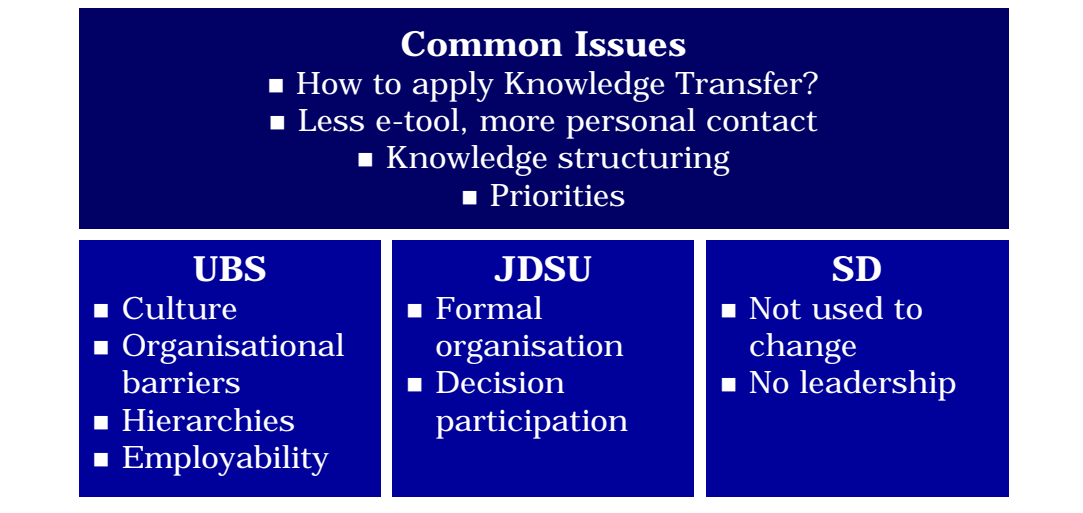 Common Issues
▪ How to apply Knowledge Transfer?
▪ Less e-tool, more personal contact
▪ Knowledge structuring
▪ Priorities
UBS
▪ Culture
▪ Organisational
barriers
▪ Hierarchies
▪ Employability
JDSU
▪ Formal
organisation
▪ Decision
participation
SD
▪ Not used to
change
▪ No leadership